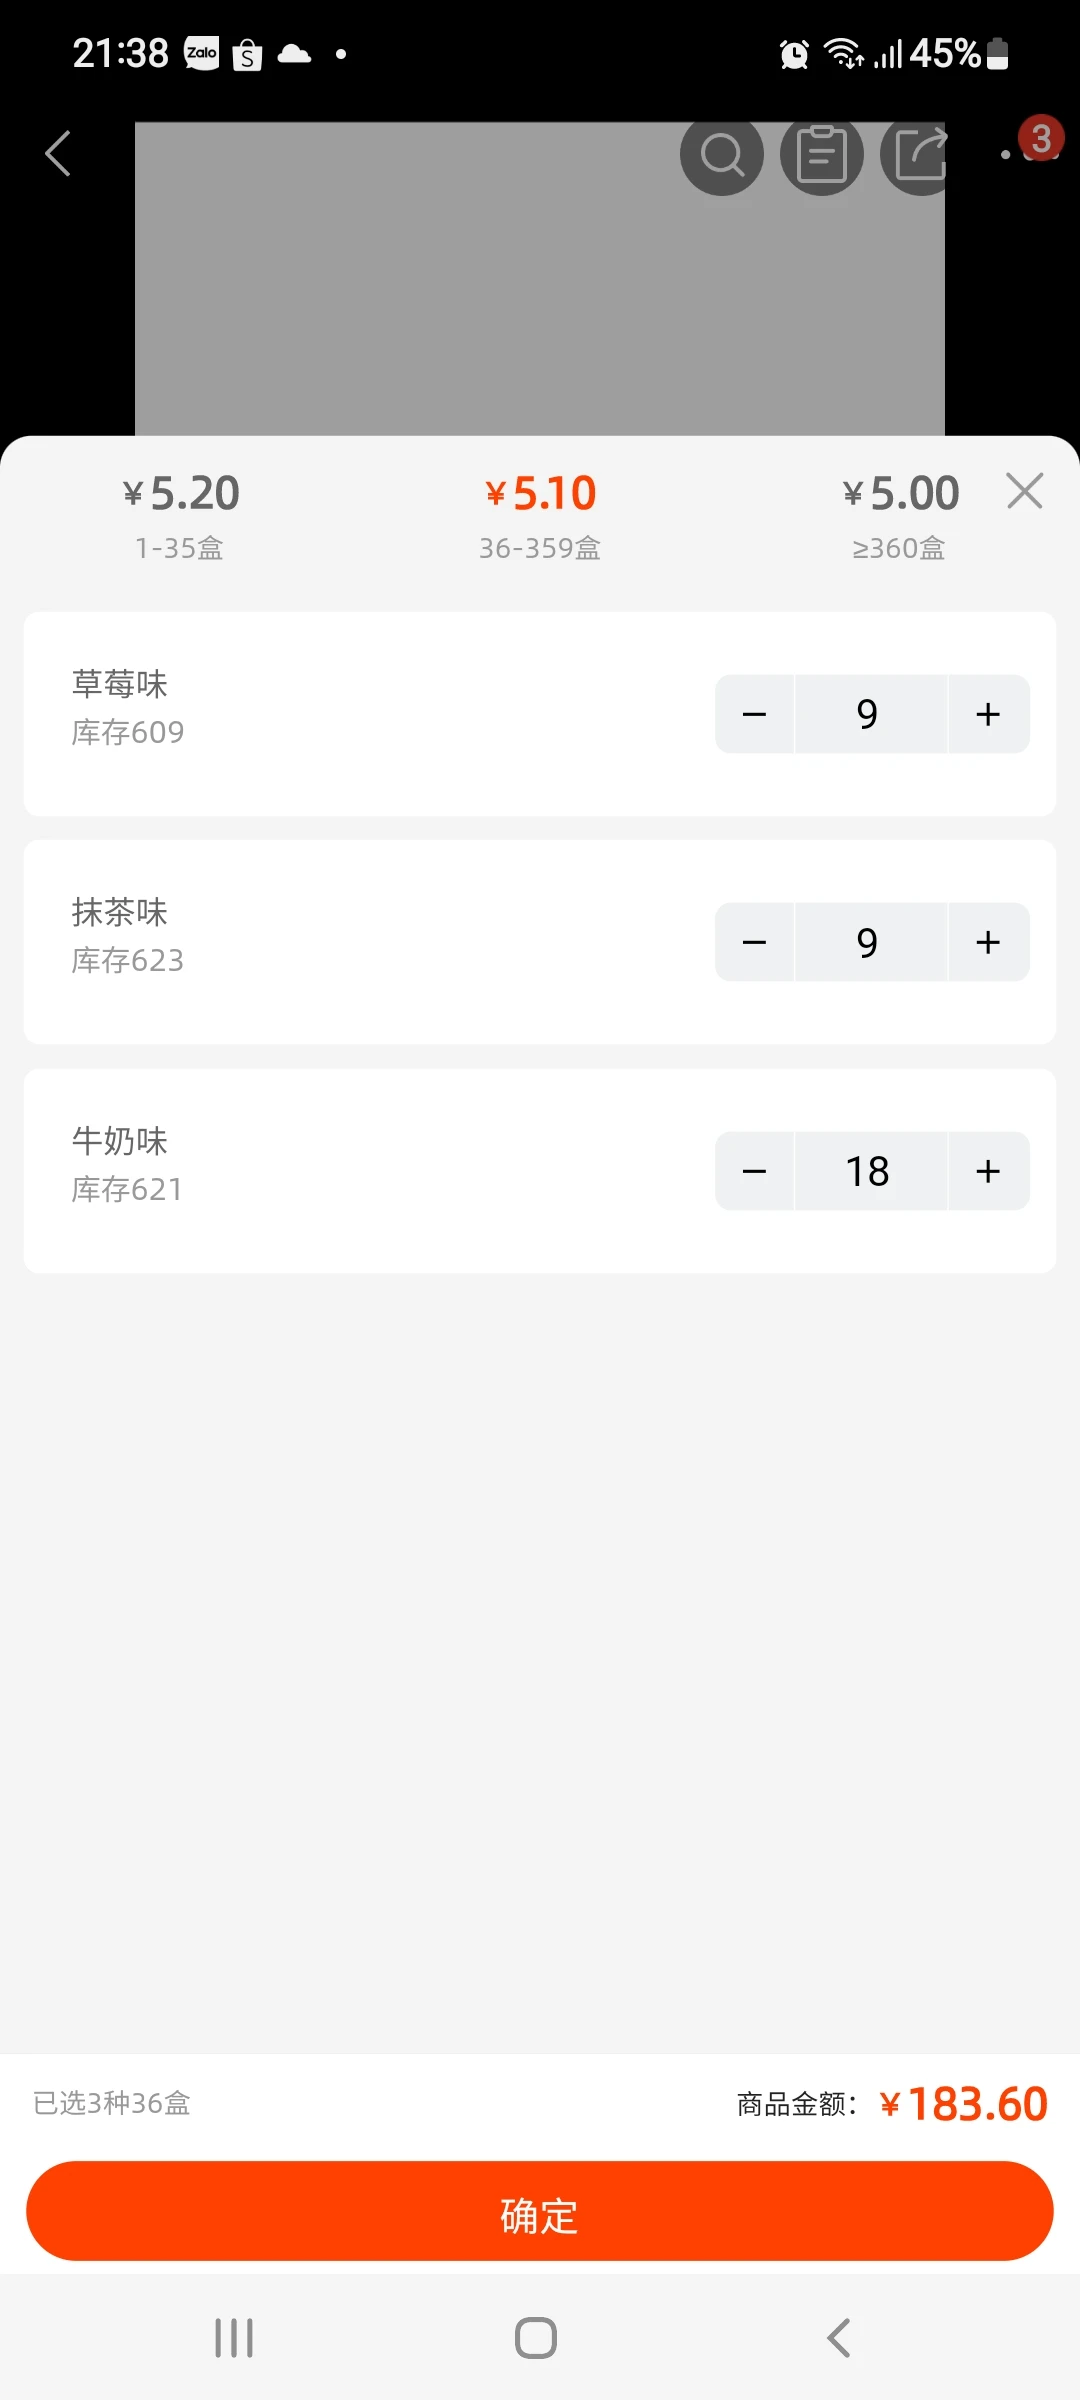 21:38 Zalo S 45%
3
¥5.20 ¥5.10 ¥5.00
1-35盒 36-359盒 ≥360盒
草莓味
库存609
− 9 +
抹茶味
库存623
− 9 +
牛奶味
库存621
− 18 +
已选3种36盒 商品金额: ¥183.60
确定